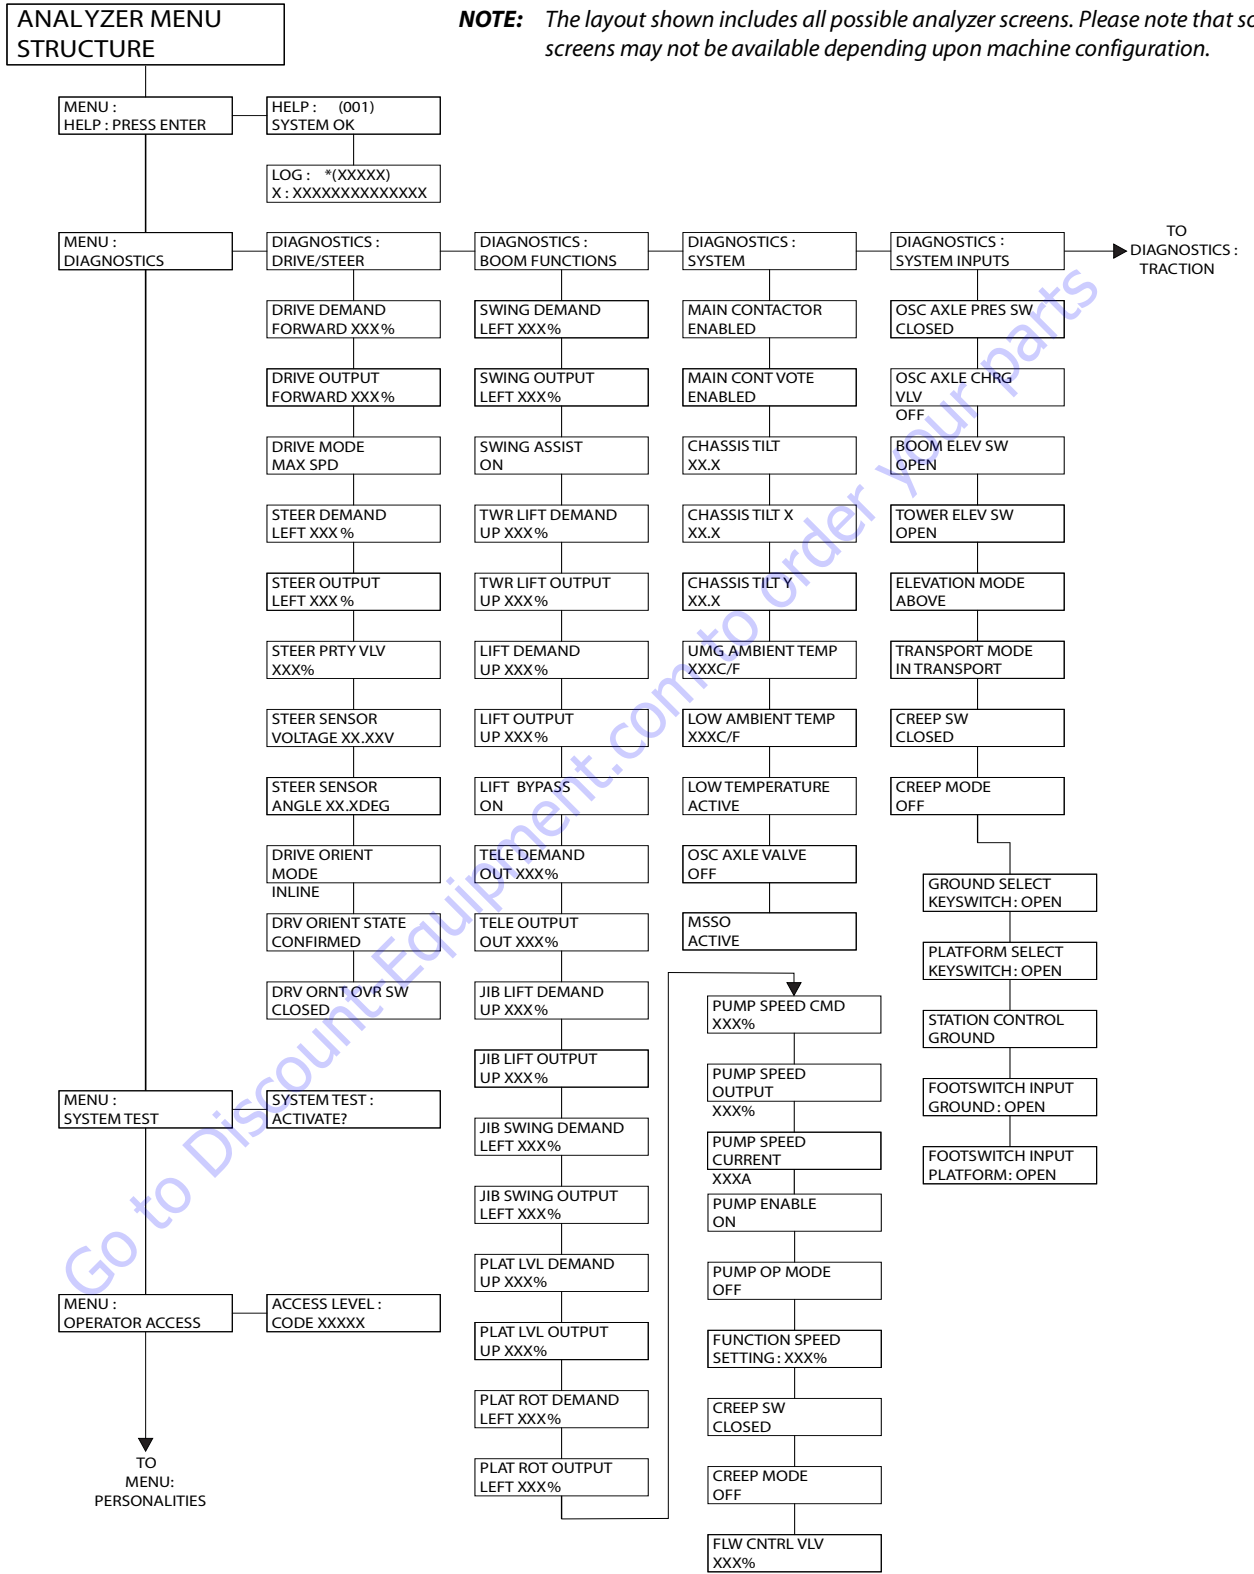 ANALYZER MENU
STRUCTURE
NOTE: The layout shown includes all possible analyzer screens. Please note that so
screens may not be available depending upon machine configuration.
MENU :
HELP : PRESS ENTER
HELP : (001)
SYSTEM OK
LOG : *(XXXXX)
X : XXXXXXXXXXXXXX
MENU :
DIAGNOSTICS
DIAGNOSTICS :
DRIVE/STEER
DRIVE DEMAND
FORWARD XXX%
DRIVE OUTPUT
FORWARD XXX%
DRIVE MODE
MAX SPD
STEER DEMAND
LEFT XXX %
STEER OUTPUT
LEFT XXX %
STEER PRTY VLV
XXX%
STEER SENSOR
VOLTAGE XX.XXV
STEER SENSOR
ANGLE XX.XDEG
DRIVE ORIENT
MODE
INLINE
DRV ORIENT STATE
CONFIRMED
DRV ORNT OVR SW
CLOSED
DIAGNOSTICS :
BOOM FUNCTIONS
SWING DEMAND
LEFT XXX%
SWING OUTPUT
LEFT XXX%
SWING ASSIST
ON
TWR LIFT DEMAND
UP XXX%
TWR LIFT OUTPUT
UP XXX%
LIFT DEMAND
UP XXX%
LIFT OUTPUT
UP XXX%
LIFT BYPASS
ON
TELE DEMAND
OUT XXX%
TELE OUTPUT
OUT XXX%
JIB LIFT DEMAND
UP XXX%
JIB LIFT OUTPUT
UP XXX%
JIB SWING DEMAND
LEFT XXX%
JIB SWING OUTPUT
LEFT XXX%
PLAT LVL DEMAND
UP XXX%
PLAT LVL OUTPUT
UP XXX%
PLAT ROT DEMAND
LEFT XXX%
PLAT ROT OUTPUT
LEFT XXX%
PUMP SPEED CMD
XXX%
PUMP SPEED
OUTPUT
XXX%
PUMP SPEED
CURRENT
XXXA
PUMP ENABLE
ON
PUMP OP MODE
OFF
FUNCTION SPEED
SETTING : XXX%
CREEP SW
CLOSED
CREEP MODE
OFF
FLW CNTRL VLV
XXX%
DIAGNOSTICS :
SYSTEM
MAIN CONTACTOR
ENABLED
MAIN CONT VOTE
ENABLED
CHASSIS TILT
XX.X
CHASSIS TILT X
XX.X
CHASSIS TILT Y
XX.X
UMG AMBIENT TEMP
XXXC/F
LOW AMBIENT TEMP
XXXC/F
LOW TEMPERATURE
ACTIVE
OSC AXLE VALVE
OFF
MSSO
ACTIVE
DIAGNOSTICS :
SYSTEM INPUTS
OSC AXLE PRES SW
CLOSED
OSC AXLE CHRG
VLV
OFF
BOOM ELEV SW
OPEN
TOWER ELEV SW
OPEN
ELEVATION MODE
ABOVE
TRANSPORT MODE
IN TRANSPORT
CREEP SW
CLOSED
CREEP MODE
OFF
GROUND SELECT
KEYSWITCH : OPEN
PLATFORM SELECT
KEYSWITCH : OPEN
STATION CONTROL
GROUND
FOOTSWITCH INPUT
GROUND : OPEN
FOOTSWITCH INPUT
PLATFORM: OPEN
TO
DIAGNOSTICS :
TRACTION
MENU :
SYSTEM TEST
SYSTEM TEST :
ACTIVATE?
MENU :
OPERATOR ACCESS
ACCESS LEVEL :
CODE XXXXX
TO
MENU:
PERSONALITIES
Go to Discount-Equipment.com to order your parts